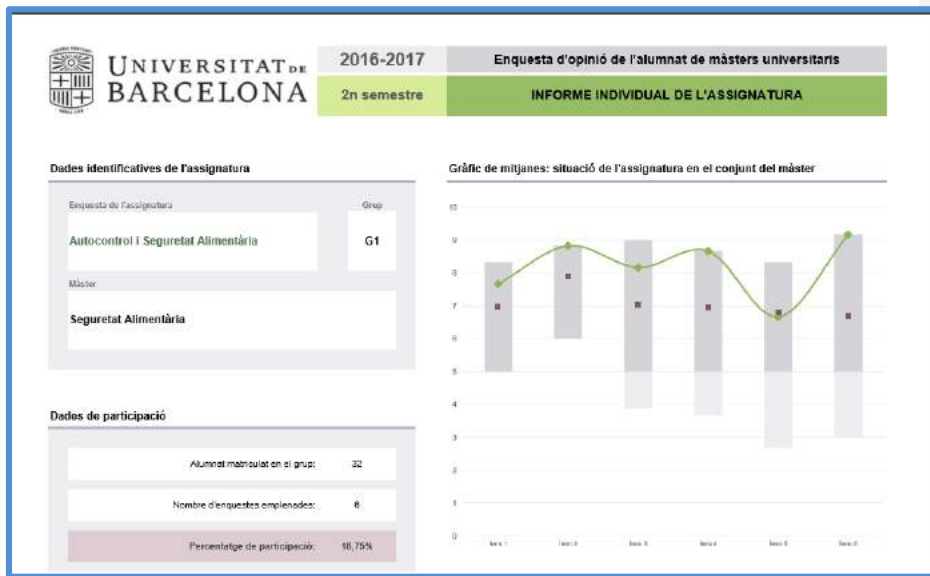 UNIVERSITAT DE
BARCELONA
2016-2017
Enquesta d'opinió de l'alumnat de màsters universitaris
2n semestre
INFORME INDIVIDUAL DE L'ASSIGNATURA
Dades identificatives de l'assignatura
Enquesta de l'assignatura
Grup
Autocontrol i Seguretat Alimentària
G1
Màster
Seguretat Alimentària
Dades de participació
Alumnat matriculat en el grup:
32
Nombre d'enquestes emplenades:
6
Percentatge de participació:
18,75%
Gràfic de mitjanes: situació de l'assignatura en el conjunt del màster
10
9
8
7
6
5
4
3
2
1
0